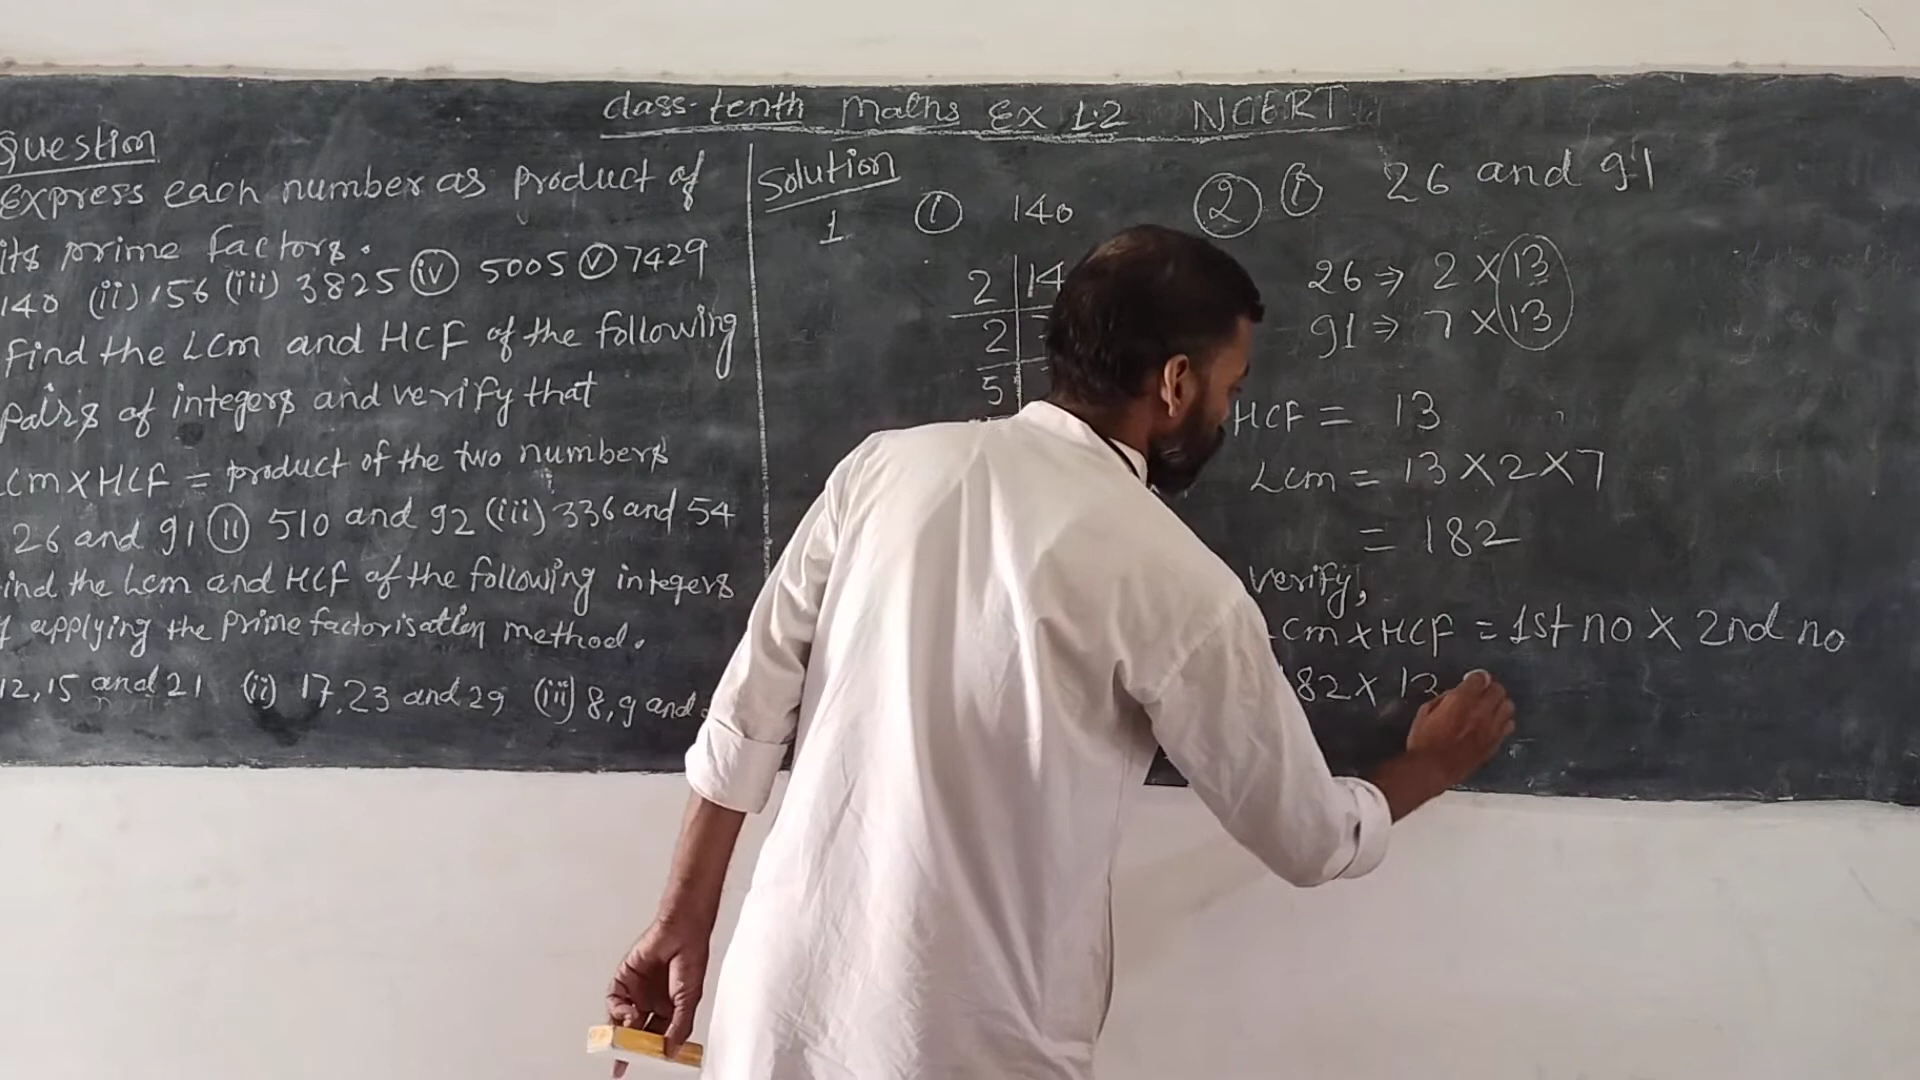 class-tenth Maths Ex 1.2 NCERT
Question
Express each number as product of
its prime factors.
140 (ii) 156 (iii) 3825 (iv) 5005 (v) 7429
Find the LCM and HCF of the following
pairs of integers and verify that
LCM X HCF = product of the two numbers
26 and 91 (ii) 510 and 92 (iii) 336 and 54
ind the LCM and HCF of the following integers
applying the Prime factorisation method.
12, 15 and 21 (ii) 17, 23 and 29 (iii) 8, 9 and
Solution
1 (i) 140
2 14
2
5
(2) (i) 26 and 91
26 ⇒ 2 X 13
91 ⇒ 7 X 13
HCF = 13
LCM = 13 X 2 X 7
= 182
Verify,
LCM X HCF = 1st no X 2nd no
182 X 13